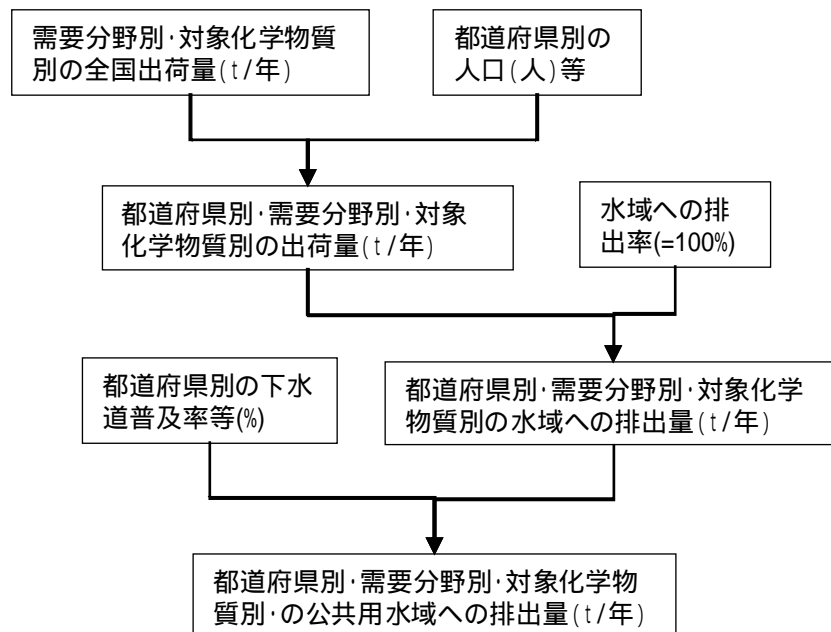 需要分野別･対象化学物質
別の全国出荷量(t/年)
都道府県別の
人口(人)等
都道府県別･需要分野別･対象
化学物質別の出荷量(t/年)
水域への排
出率(=100%)
都道府県別の下水
道普及率等(%)
都道府県別･需要分野別･対象化学
物質別の水域への排出量(t/年)
都道府県別･需要分野別･対象化学物
質別･の公共用水域への排出量(t/年)